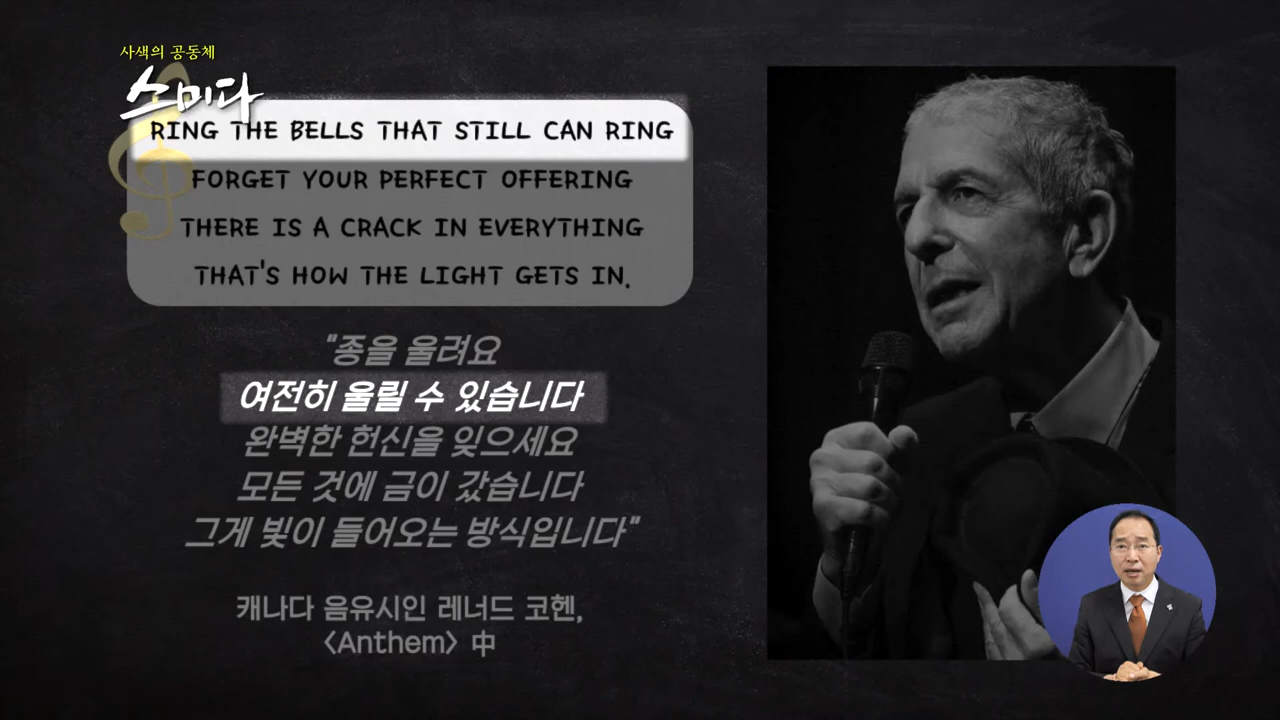 사색의 공동체
스미다
RING THE BELLS THAT STILL CAN RING
FORGET YOUR PERFECT OFFERING
THERE IS A CRACK IN EVERYTHING
THAT'S HOW THE LIGHT GETS IN.
"종을 울려요
여전히 울릴 수 있습니다
완벽한 헌신을 잊으세요
모든 것에 금이 갔습니다
그게 빛이 들어오는 방식입니다"
캐나다 음유시인 레너드 코헨,
<Anthem> 中